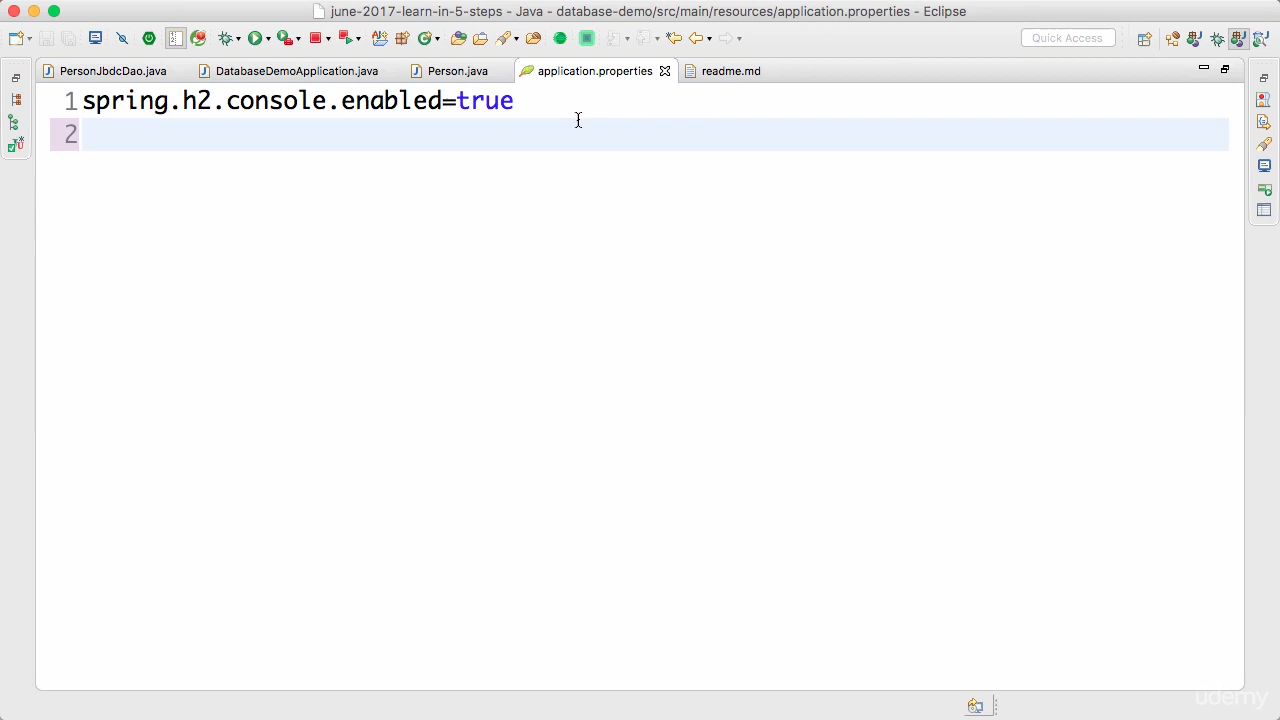 june-2017-learn-in-5-steps - Java - database-demo/src/main/resources/application.properties - Eclipse
Quick Access
PersonJbdcDao.java DatabaseDemoApplication.java Person.java application.properties readme.md
1 spring.h2.console.enabled=true
2
udemy